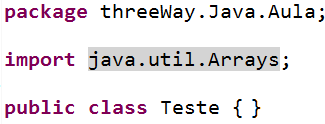 package threeWay.Java.Aula;
import java.util.Arrays;
public class Teste { }